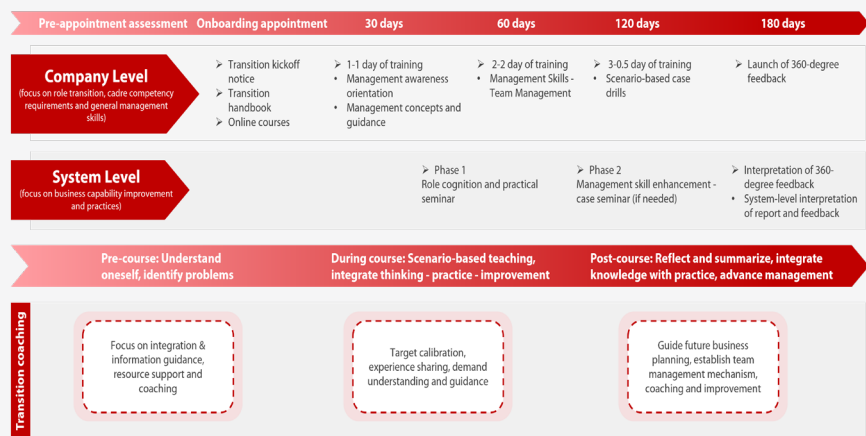 Pre-appointment assessment
Onboarding appointment
30 days
60 days
120 days
180 days
Company Level
(focus on role transition, cadre competency
requirements and general management
skills)
➢ Transition kickoff
notice
➢ Transition
handbook
➢ Online courses
➢ 1-1 day of training
• Management awareness
orientation
• Management concepts and
guidance
➢ 2-2 day of training
• Management Skills -
Team Management
➢ 3-0.5 day of training
• Scenario-based case
drills
➢ Launch of 360-degree
feedback
System Level
(focus on business capability improvement
and practices)
➢ Phase 1
Role cognition and practical
seminar
➢ Phase 2
Management skill enhancement -
case seminar (if needed)
➢ Interpretation of 360-
degree feedback
• System-level interpretation
of report and feedback
Pre-course: Understand
oneself, identify problems
During course: Scenario-based teaching,
integrate thinking - practice - improvement
Post-course: Reflect and summarize, integrate
knowledge with practice, advance management
Transition coaching
Focus on integration &
information guidance,
resource support and
coaching
Target calibration,
experience sharing, demand
understanding and guidance
Guide future business
planning, establish team
management mechanism,
coaching and improvement